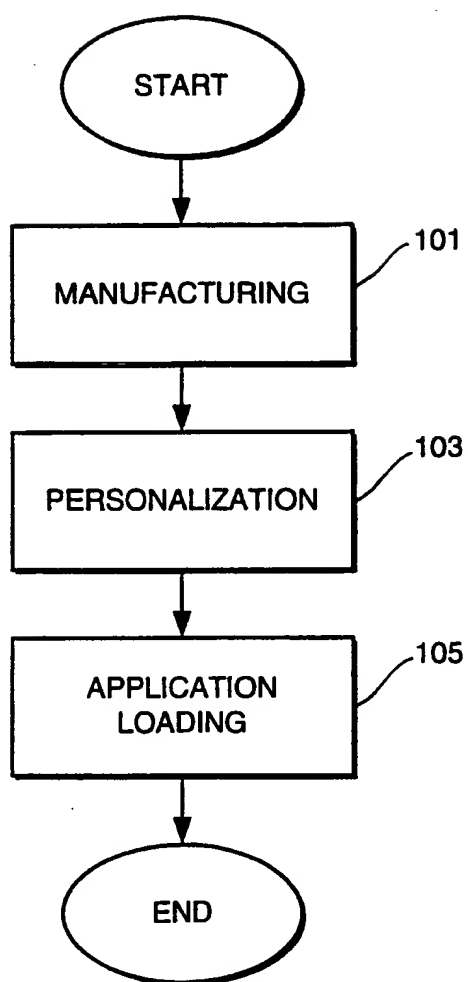 START
101
MANUFACTURING
103
PERSONALIZATION
105
APPLICATION
LOADING
END